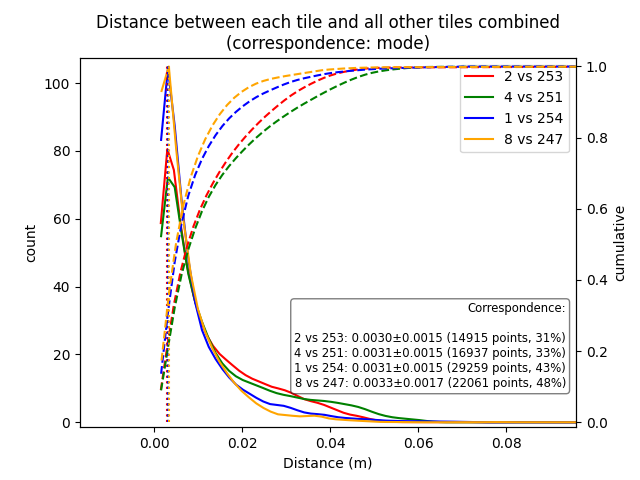 Distance between each tile and all other tiles combined
(correspondence: mode)
count
100
80
60
40
20
0
2 vs 253
4 vs 251
1 vs 254
8 vs 247
Correspondence:
2 vs 253: 0.0030±0.0015 (14915 points, 31%)
4 vs 251: 0.0031±0.0015 (16937 points, 33%)
1 vs 254: 0.0031±0.0015 (29259 points, 43%)
8 vs 247: 0.0033±0.0017 (22061 points, 48%)
1.0
0.8
0.6
0.4
0.2
0.0
cumulative
0.00 0.02 0.04 0.06 0.08
Distance (m)